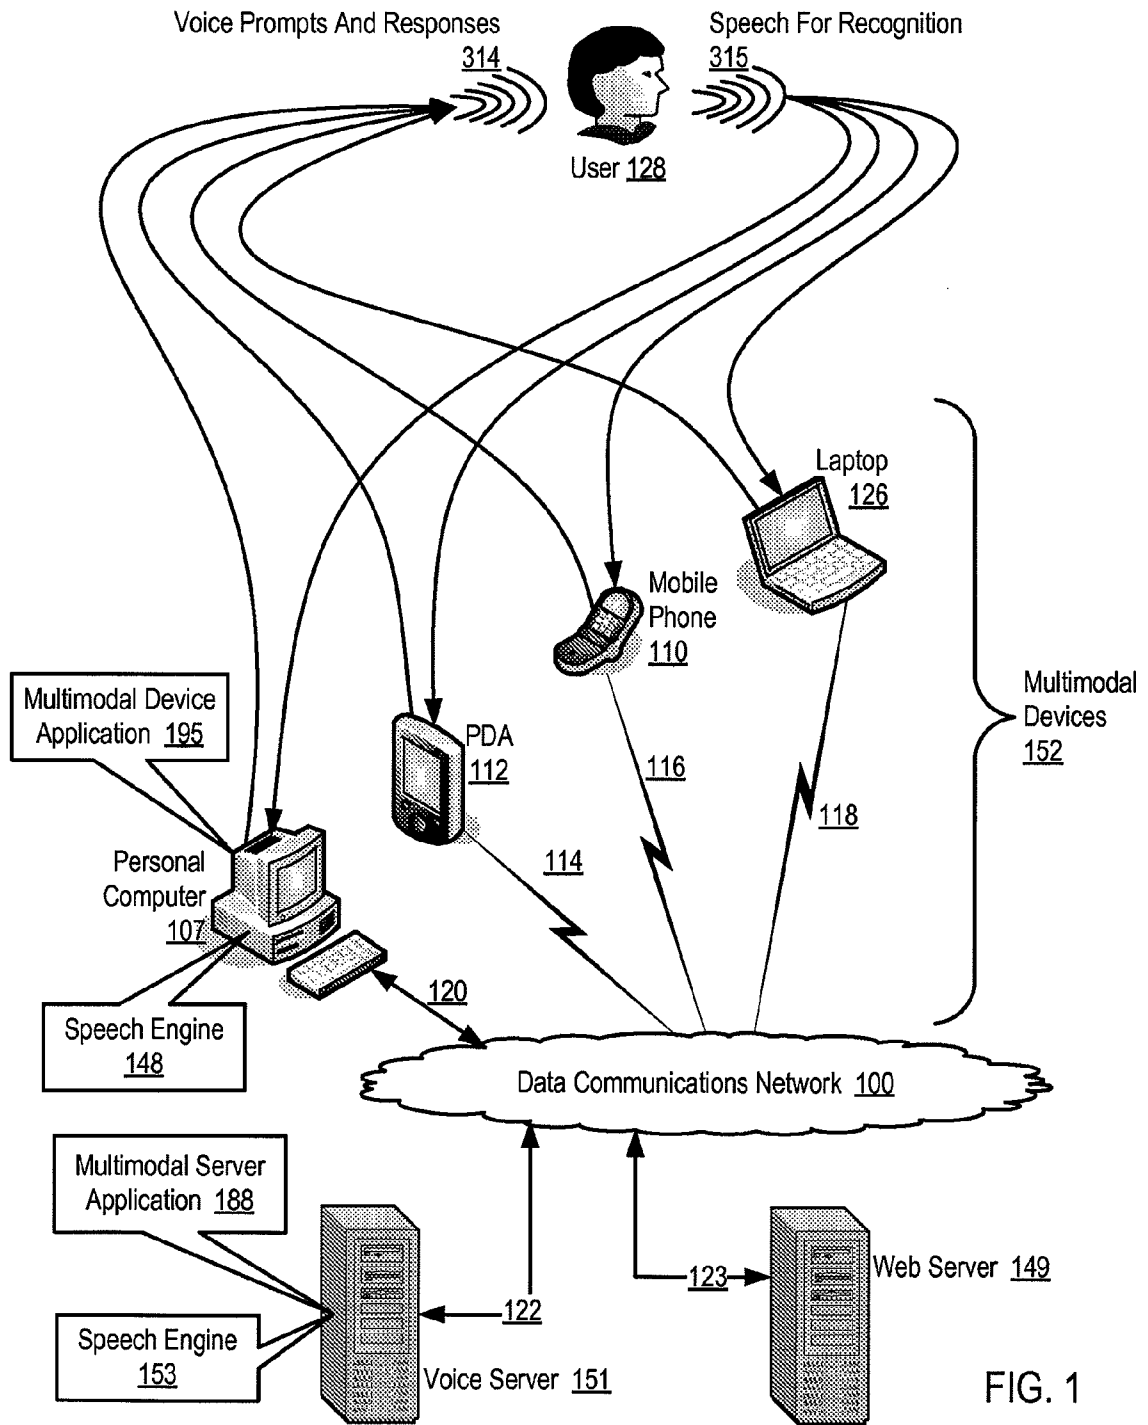 Voice Prompts And Responses
314
Speech For Recognition
315
User 128
Laptop
126
Mobile
Phone
110
Multimodal
Devices
152
Multimodal Device
Application 195
PDA
112
116
118
114
Personal
Computer
107
120
Speech Engine
148
Data Communications Network 100
Multimodal Server
Application 188
Web Server 149
123
122
Speech Engine
153
Voice Server 151
FIG. 1